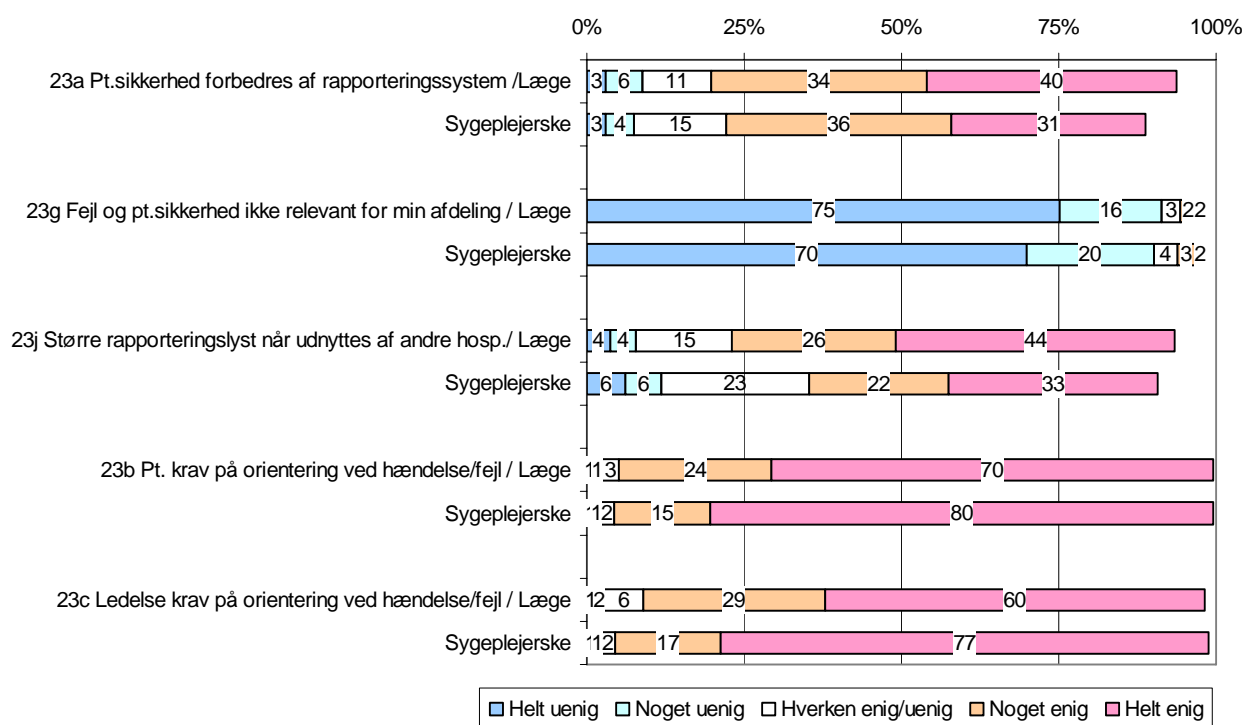 0% 25% 50% 75% 100%
23a Pt.sikkerhed forbedres af rapporteringssystem /Læge 3 6 11 34 40
Sygeplejerske 3 4 15 36 31
23g Fejl og pt.sikkerhed ikke relevant for min afdeling / Læge 75 16 3 2 2
Sygeplejerske 70 20 4 3 2
23j Større rapporteringslyst når udnyttes af andre hosp./ Læge 4 4 15 26 44
Sygeplejerske 6 6 23 22 33
23b Pt. krav på orientering ved hændelse/fejl / Læge 1 1 3 24 70
Sygeplejerske 1 1 2 15 80
23c Ledelse krav på orientering ved hændelse/fejl / Læge 1 2 6 29 60
Sygeplejerske 1 1 2 17 77
Helt uenig Noget uenig Hverken enig/uenig Noget enig Helt enig